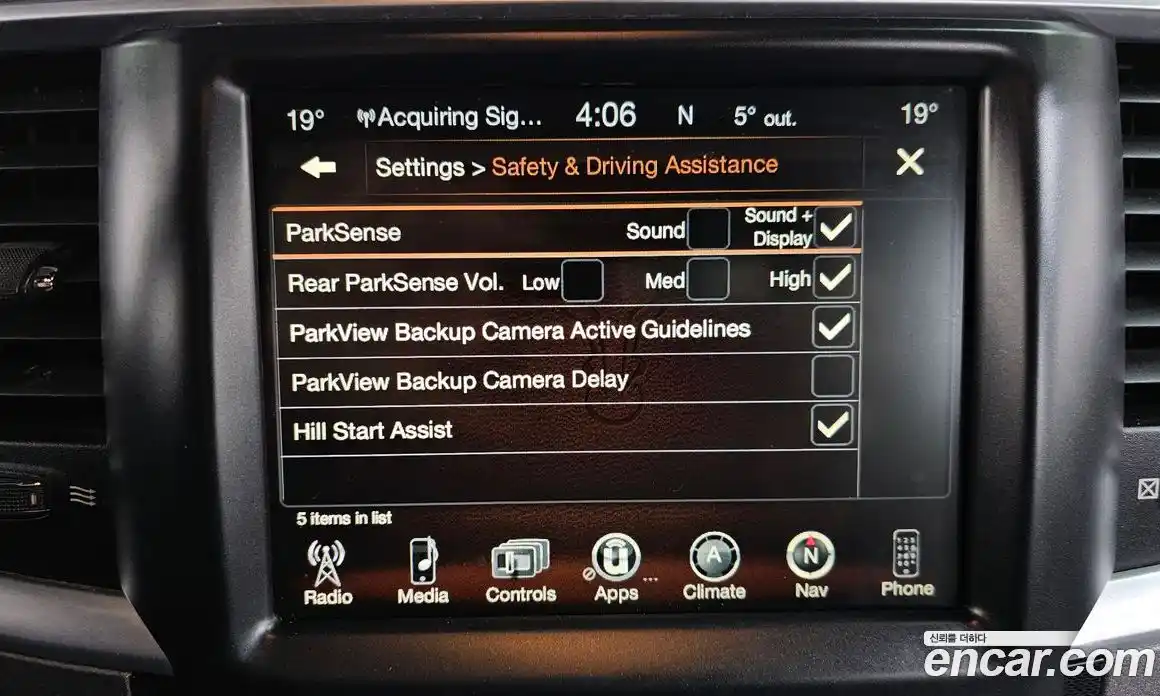 19° Acquiring Sig... 4:06 N 5° out. 19°
Settings > Safety & Driving Assistance
ParkSense Sound Sound + Display
Rear ParkSense Vol. Low Med High
ParkView Backup Camera Active Guidelines
ParkView Backup Camera Delay
Hill Start Assist
5 items in list
Radio Media Controls Apps ... Climate Nav Phone
A N
신뢰를 더하다
encar.com